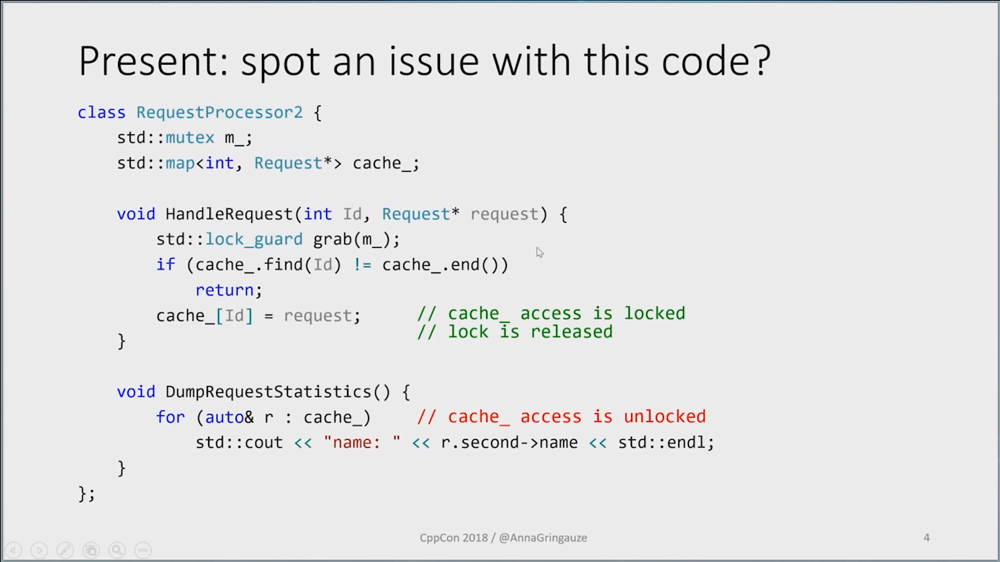 Present: spot an issue with this code?
class RequestProcessor2 {
    std::mutex m_;
    std::map<int, Request*> cache_;
    void HandleRequest(int Id, Request* request) {
        std::lock_guard grab(m_);
        if (cache_.find(Id) != cache_.end())
            return;
        cache_[Id] = request;      // cache_ access is locked
                                   // lock is released
    }
    void DumpRequestStatistics() {
        for (auto& r : cache_)     // cache_ access is unlocked
            std::cout << "name: " << r.second->name << std::endl;
    }
};
CppCon 2018 / @AnnaGringauze
4